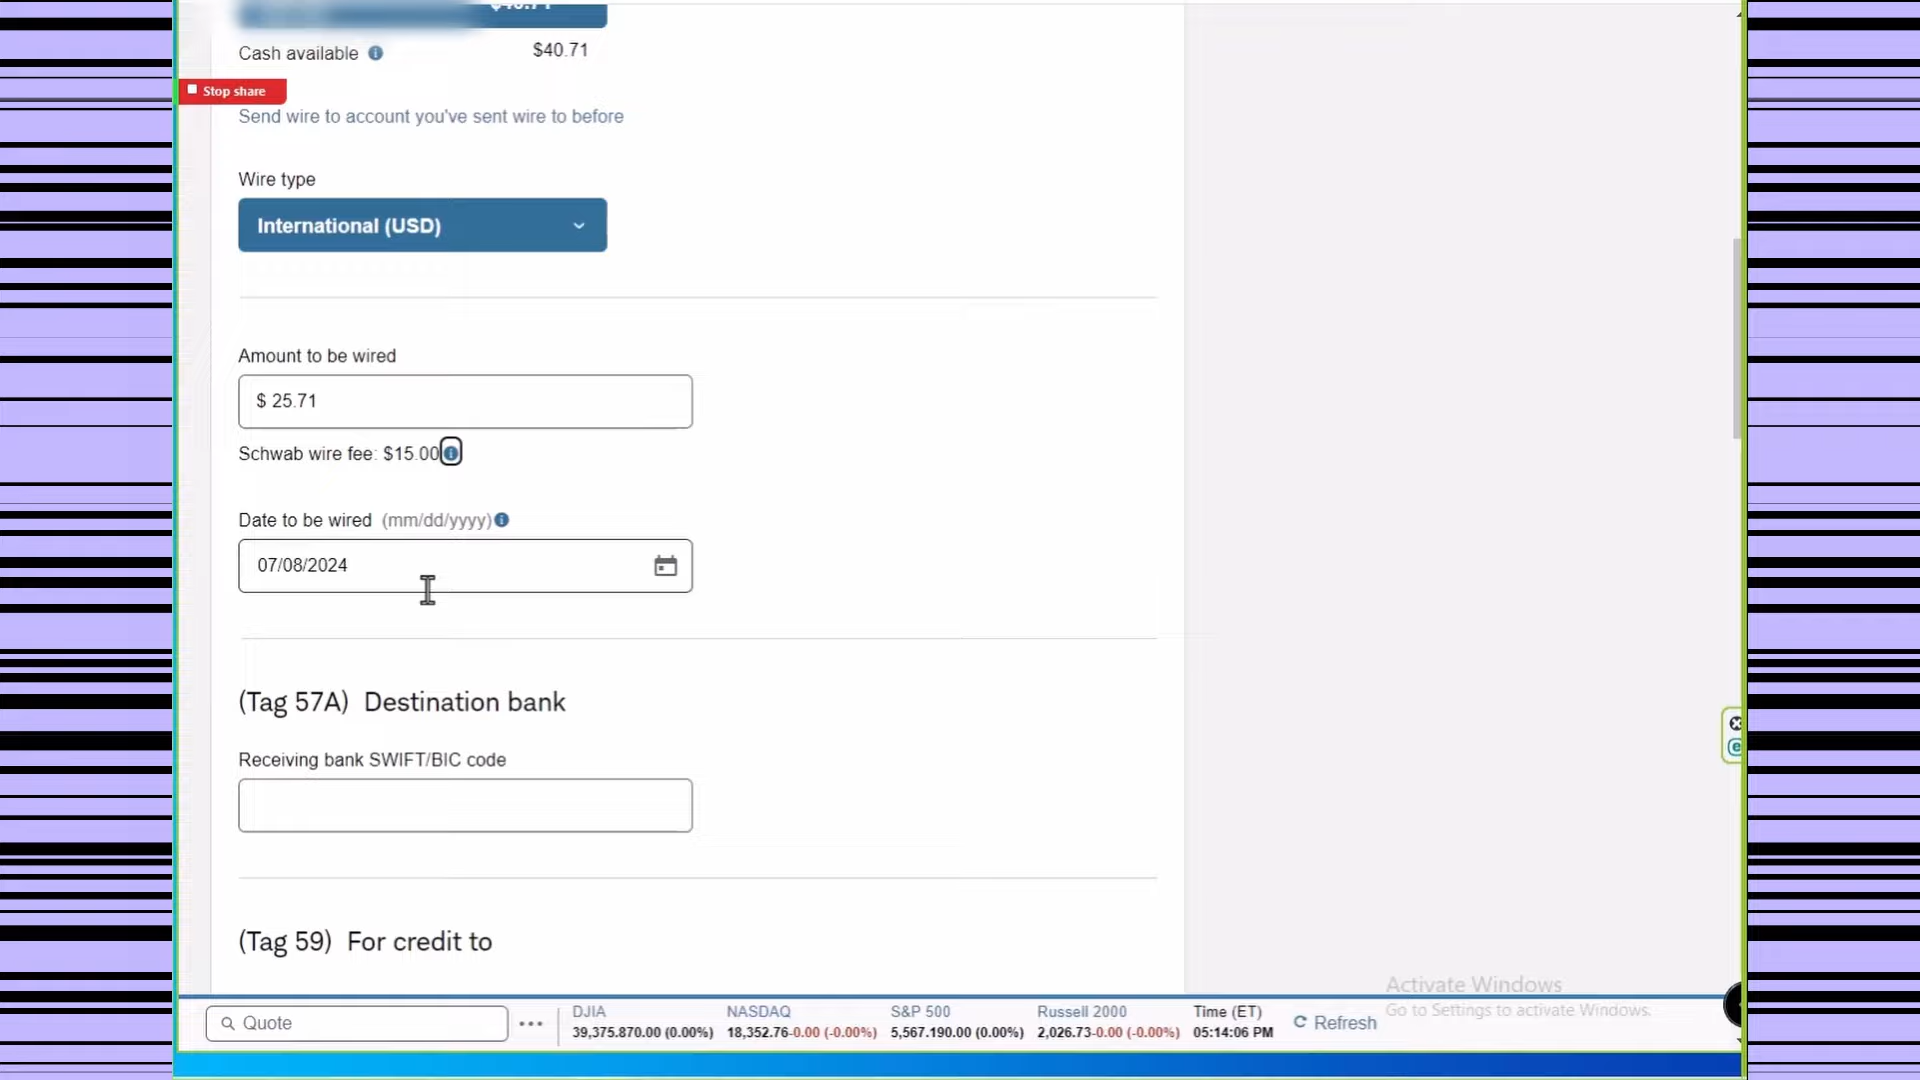 $40.71
Cash available
$40.71
Stop share
Send wire to account you've sent wire to before
Wire type
International (USD)
Amount to be wired
$ 25.71
Schwab wire fee: $15.00
Date to be wired (mm/dd/yyyy)
07/08/2024
(Tag 57A) Destination bank
Receiving bank SWIFT/BIC code
(Tag 59) For credit to
Activate Windows
Go to Settings to activate Windows.
Quote
DJIA
39,375.870.00 (0.00%)
NASDAQ
18,352.76-0.00 (-0.00%)
S&P 500
5,567.190.00 (0.00%)
Russell 2000
2,026.73-0.00 (-0.00%)
Time (ET)
05:14:06 PM
Refresh